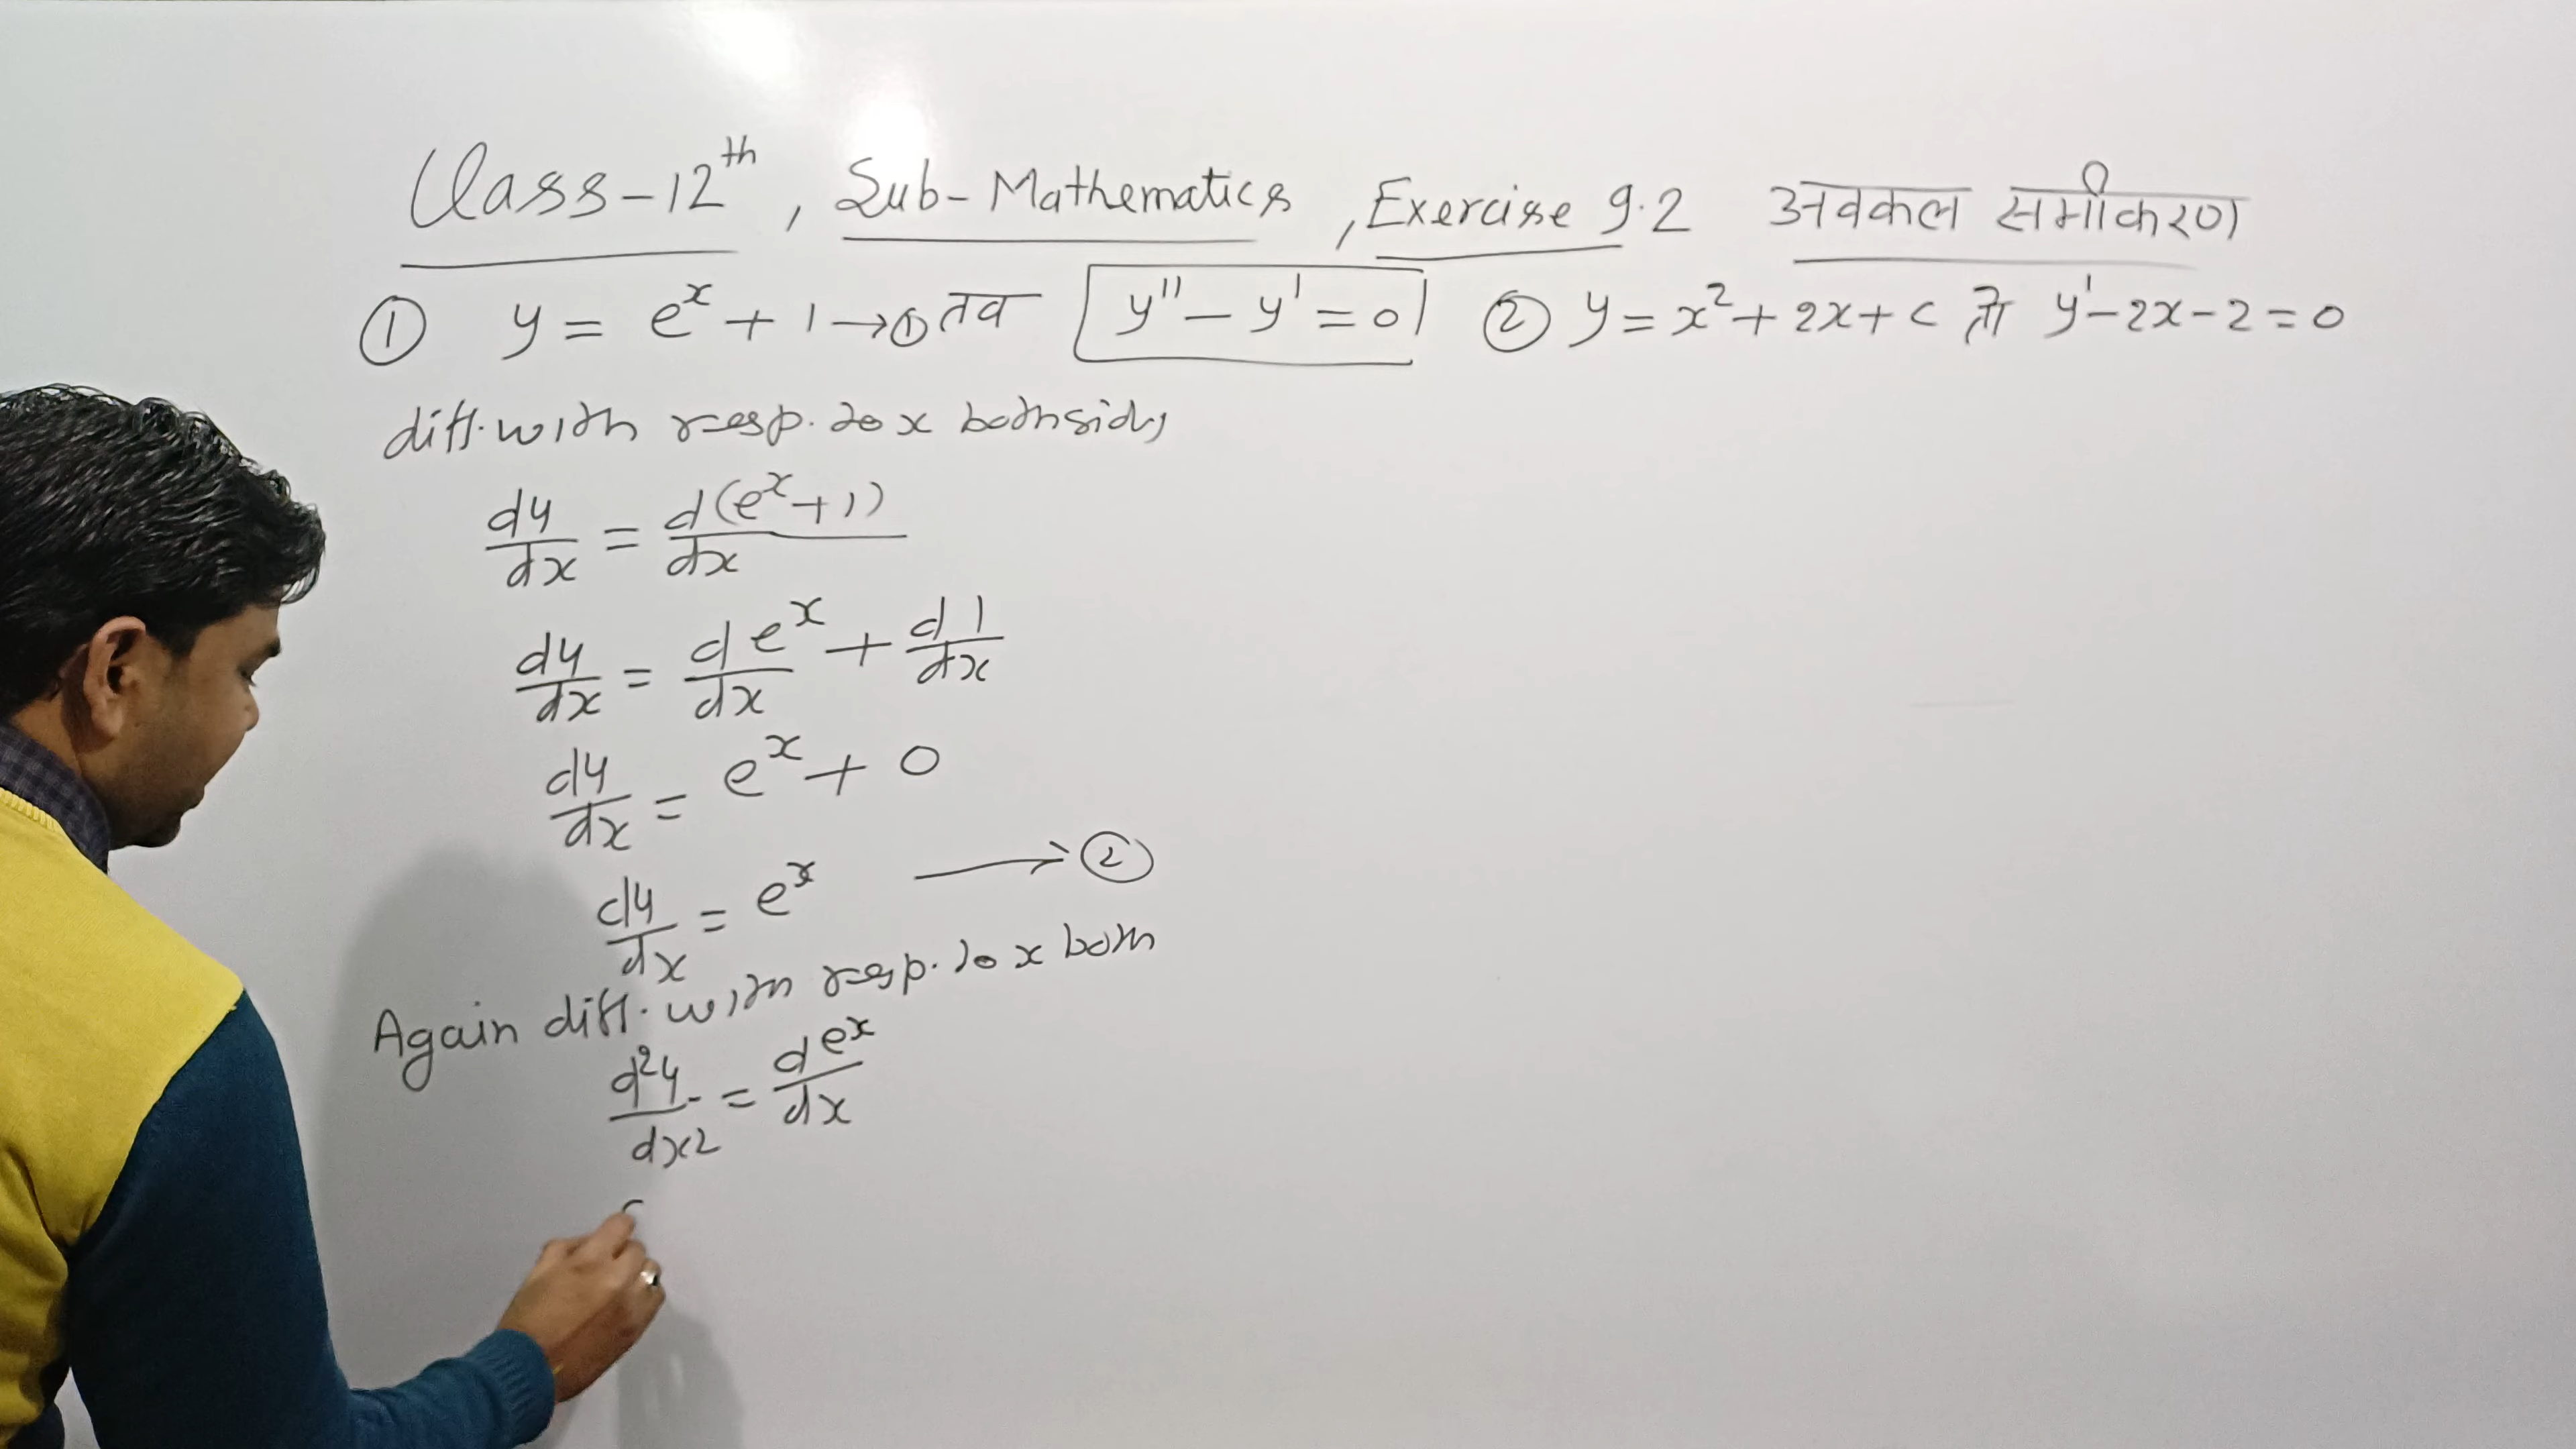 Class-12th, Sub-Mathematics, Exercise 9.2 अवकल समीकरण
① y = e^x + 1 → ① तब y'' - y' = 0 ② y = x² + 2x + c तो y' - 2x - 2 = 0
diff. with resp. to x both sides
dy/dx = d(e^x + 1)/dx
dy/dx = d e^x/dx + d 1/dx
dy/dx = e^x + 0
dy/dx = e^x → ②
Again diff. with resp. to x both
d²y/dx² = d e^x/dx